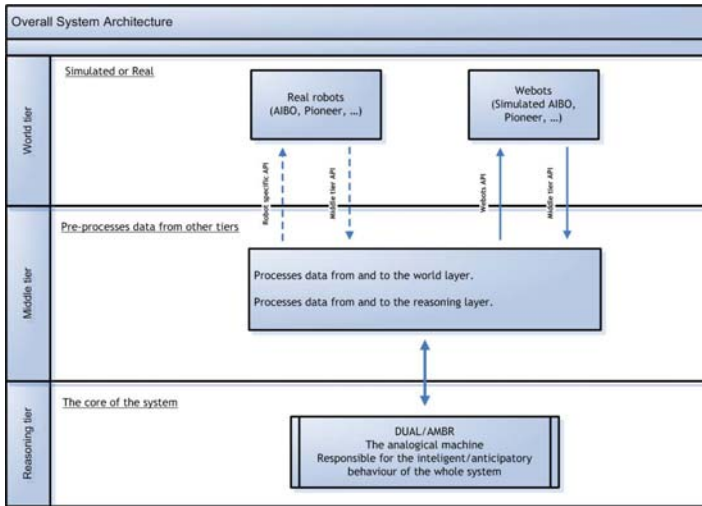 Overall System Architecture
World tier
Simulated or Real
Real robots
(AIBO, Pioneer, ...)
Webots
(Simulated AIBO,
Pioneer, ...)
Robot specific API
Middle tier API
Webots API
Middle tier API
Middle tier
Pre-processes data from other tiers
Processes data from and to the world layer.
Processes data from and to the reasoning layer.
Reasoning tier
The core of the system
DUAL/AMBR
The analogical machine
Responsible for the inteligent/anticipatory
behaviour of the whole system